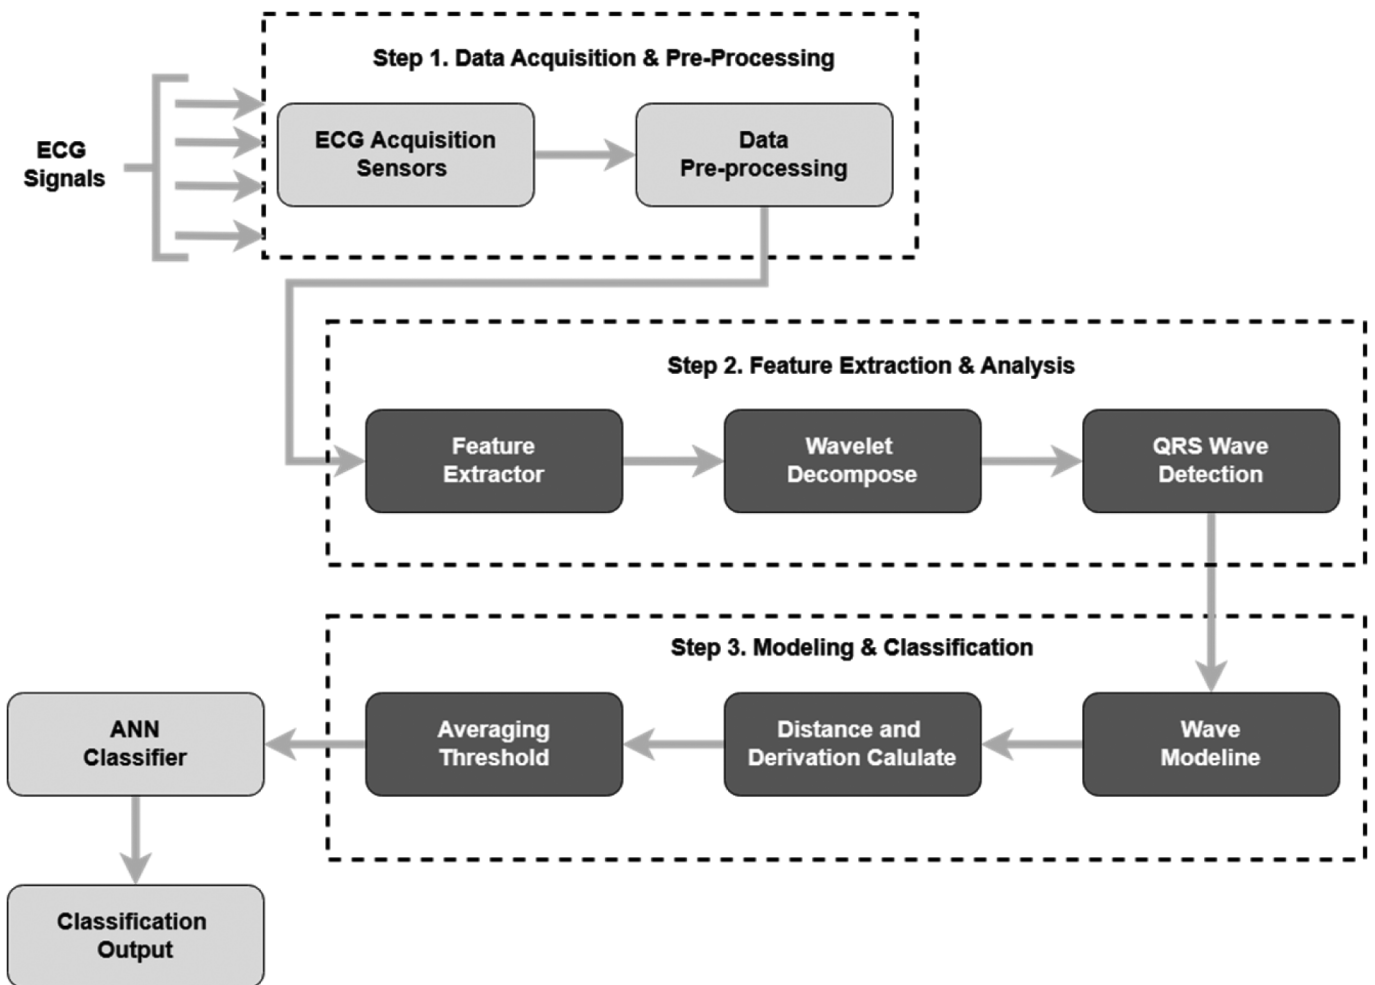 Step 1. Data Acquisition & Pre-Processing
ECG
Signals
ECG Acquisition
Sensors
Data
Pre-processing
Step 2. Feature Extraction & Analysis
Feature
Extractor
Wavelet
Decompose
QRS Wave
Detection
Step 3. Modeling & Classification
Wave
Modeline
Distance and
Derivation Calulate
Averaging
Threshold
ANN
Classifier
Classification
Output